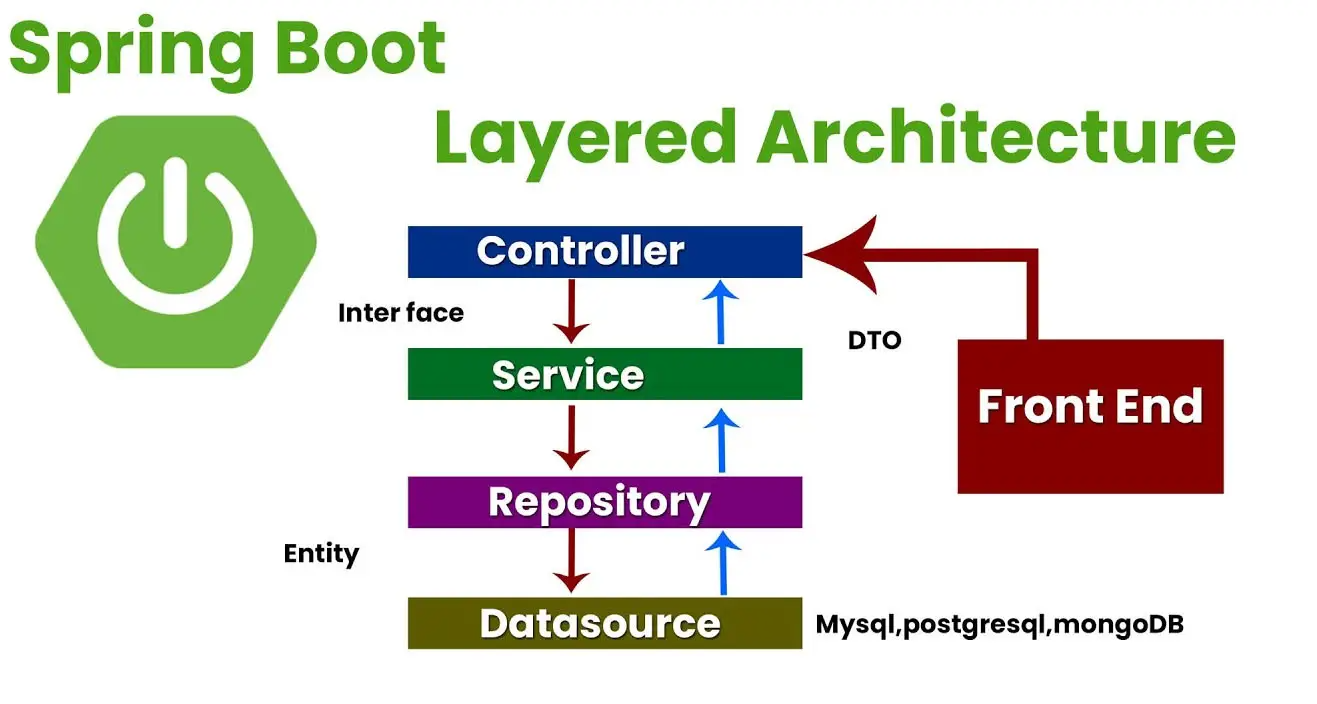 Spring Boot
Layered Architecture
Controller
Inter face
DTO
Service
Front End
Repository
Entity
Datasource
Mysql,postgresql,mongoDB